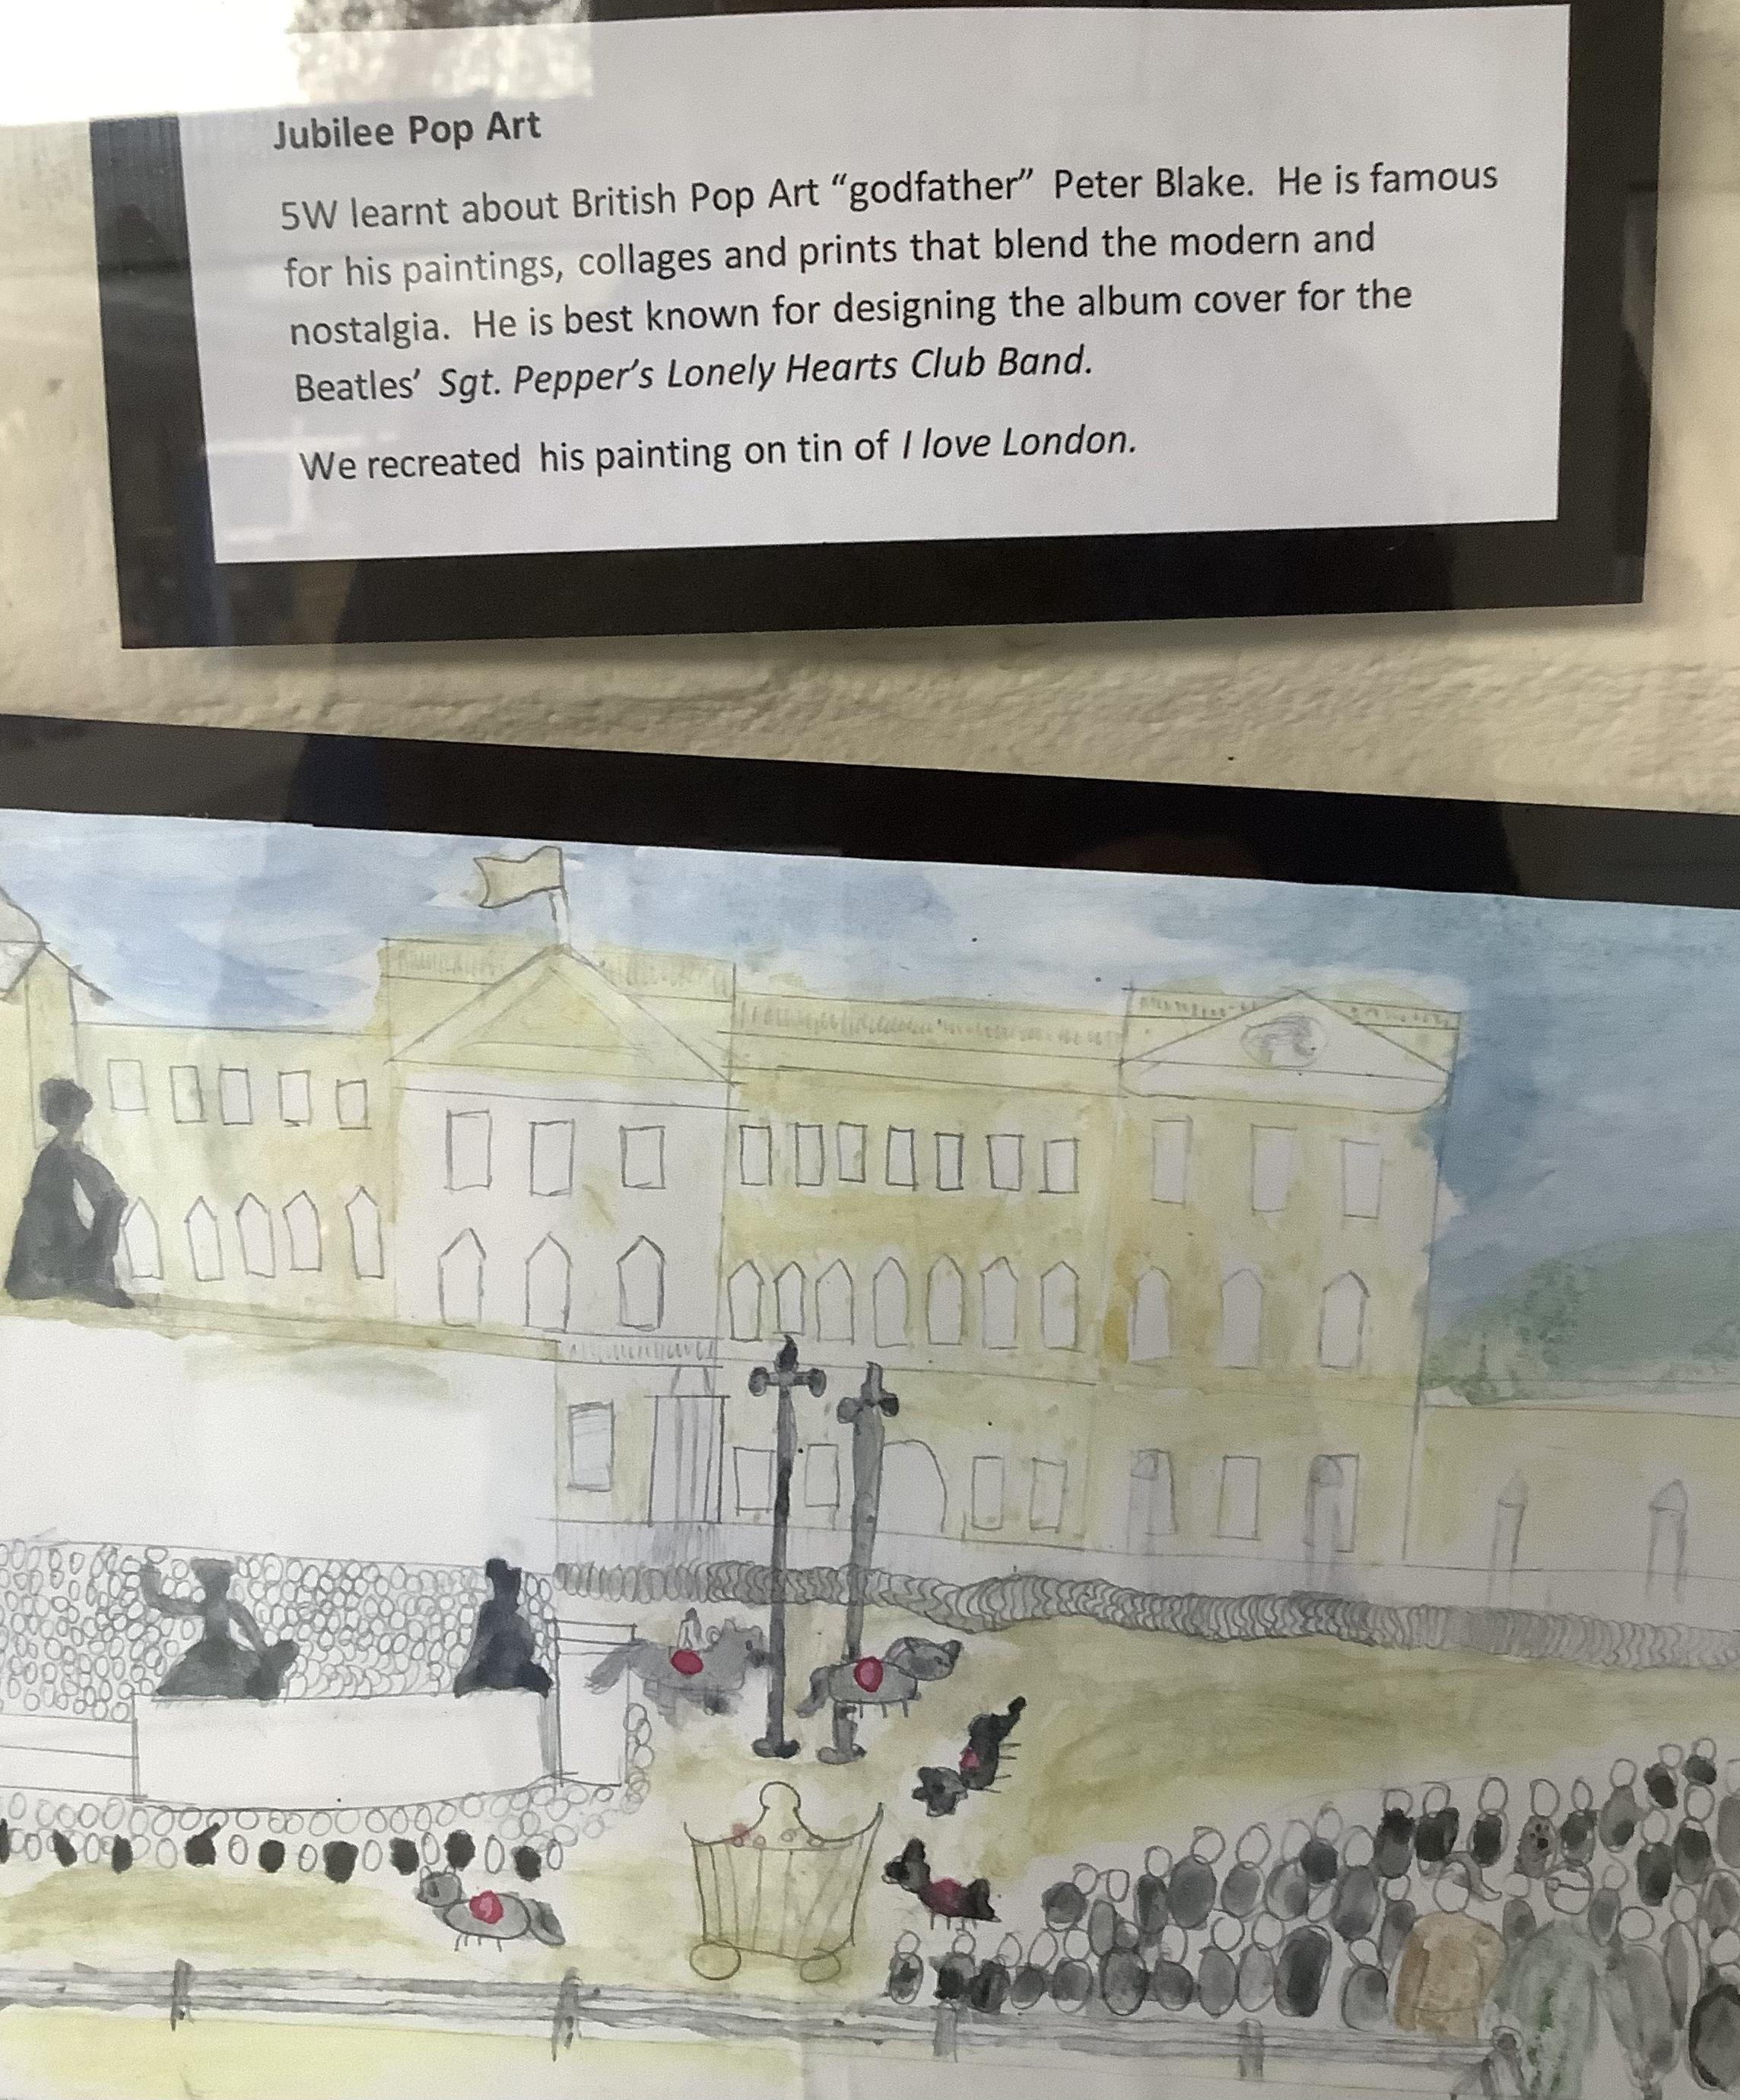 Jubilee Pop Art
5W learnt about British Pop Art “godfather” Peter Blake. He is famous
for his paintings, collages and prints that blend the modern and
nostalgia. He is best known for designing the album cover for the
Beatles’ Sgt. Pepper’s Lonely Hearts Club Band.
We recreated his painting on tin of I love London.